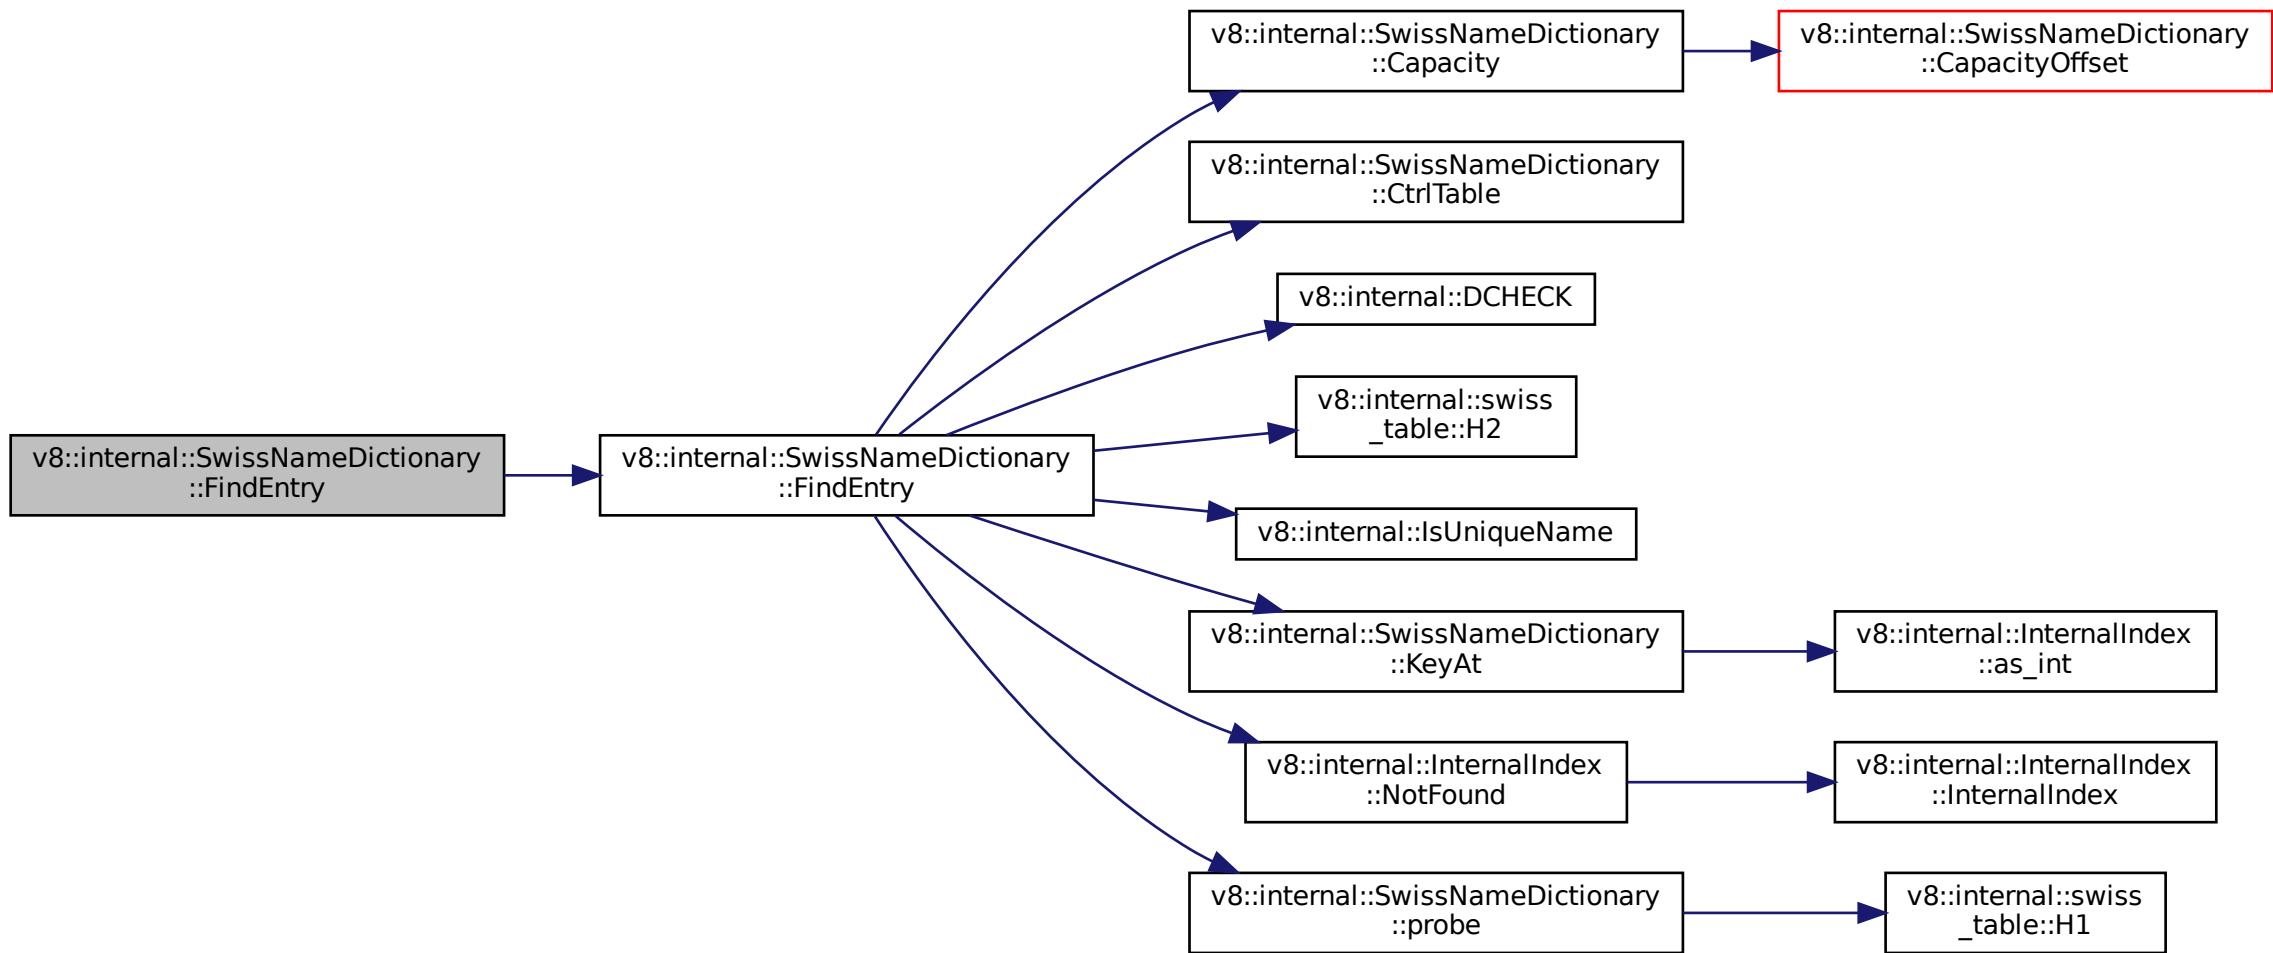 v8::internal::SwissNameDictionary
::FindEntry
v8::internal::SwissNameDictionary
::FindEntry
v8::internal::SwissNameDictionary
::Capacity
v8::internal::SwissNameDictionary
::CapacityOffset
v8::internal::SwissNameDictionary
::CtrlTable
v8::internal::DCHECK
v8::internal::swiss
_table::H2
v8::internal::IsUniqueName
v8::internal::SwissNameDictionary
::KeyAt
v8::internal::InternalIndex
::as_int
v8::internal::InternalIndex
::NotFound
v8::internal::InternalIndex
::InternalIndex
v8::internal::SwissNameDictionary
::probe
v8::internal::swiss
_table::H1